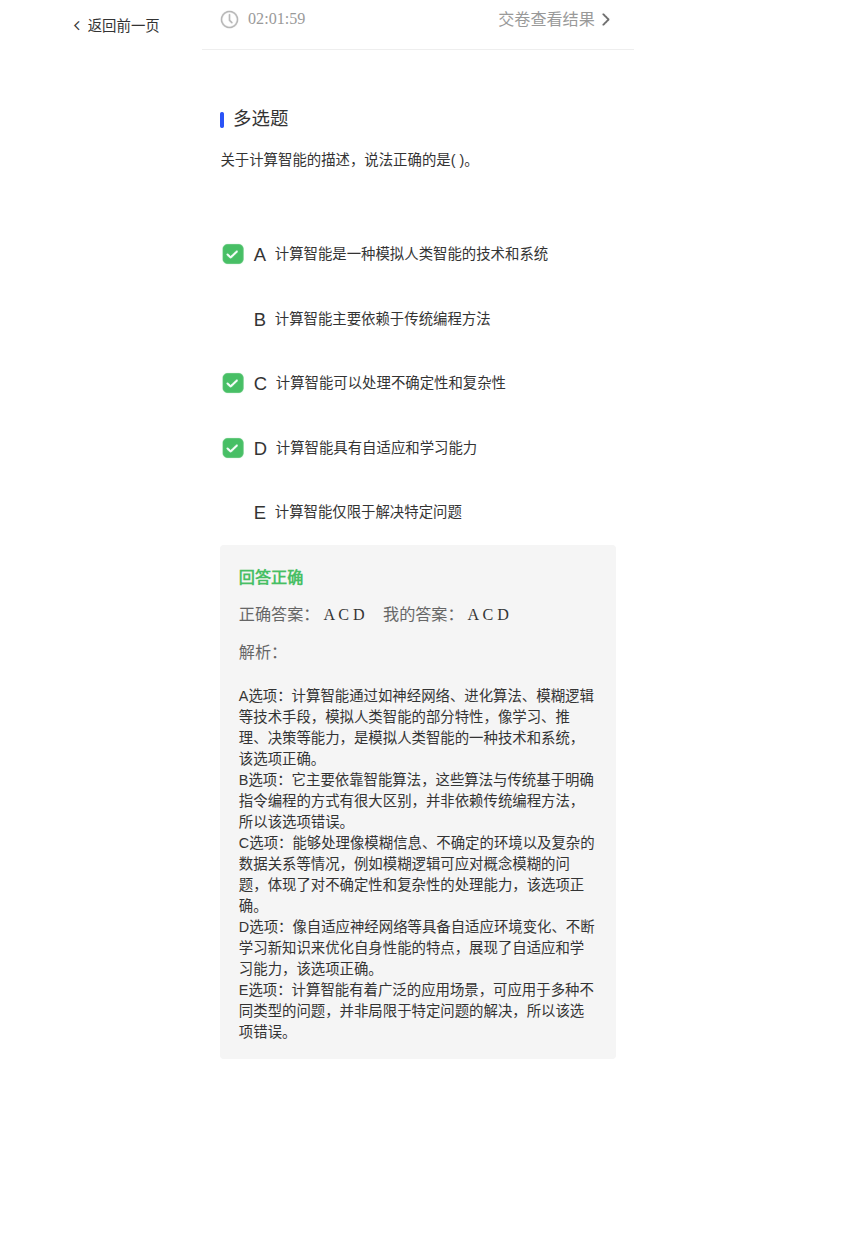 返回前一页
02:01:59
交卷查看结果
多选题
关于计算智能的描述，说法正确的是( )。
A 计算智能是一种模拟人类智能的技术和系统
B 计算智能主要依赖于传统编程方法
C 计算智能可以处理不确定性和复杂性
D 计算智能具有自适应和学习能力
E 计算智能仅限于解决特定问题
回答正确
正确答案： A C D 我的答案： A C D
解析：
A选项：计算智能通过如神经网络、进化算法、模糊逻辑
等技术手段，模拟人类智能的部分特性，像学习、推
理、决策等能力，是模拟人类智能的一种技术和系统，
该选项正确。
B选项：它主要依靠智能算法，这些算法与传统基于明确
指令编程的方式有很大区别，并非依赖传统编程方法，
所以该选项错误。
C选项：能够处理像模糊信息、不确定的环境以及复杂的
数据关系等情况，例如模糊逻辑可应对概念模糊的问
题，体现了对不确定性和复杂性的处理能力，该选项正
确。
D选项：像自适应神经网络等具备自适应环境变化、不断
学习新知识来优化自身性能的特点，展现了自适应和学
习能力，该选项正确。
E选项：计算智能有着广泛的应用场景，可应用于多种不
同类型的问题，并非局限于特定问题的解决，所以该选
项错误。